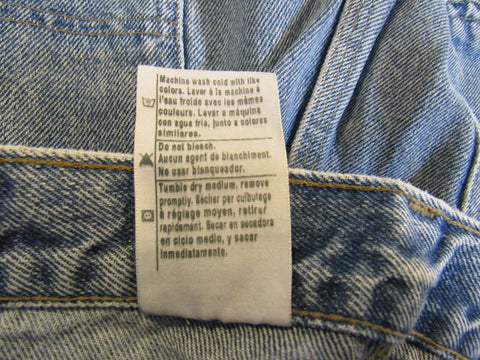 Machine wash cold with like
colors. Laver à la machine à
l'eau froide avec les mêmes
couleurs. Lavar a máquina
con agua fria, junto a colores
similares.
Do not bleach.
Aucun agent de blanchiment.
No user blanqueador.
Tumble dry medium, remove
promptly. Sécher par culbutage
à réglage moyen, retirer
rapidement. Secar en secadora
en ciclo medio, y sacar
inmediatamente.